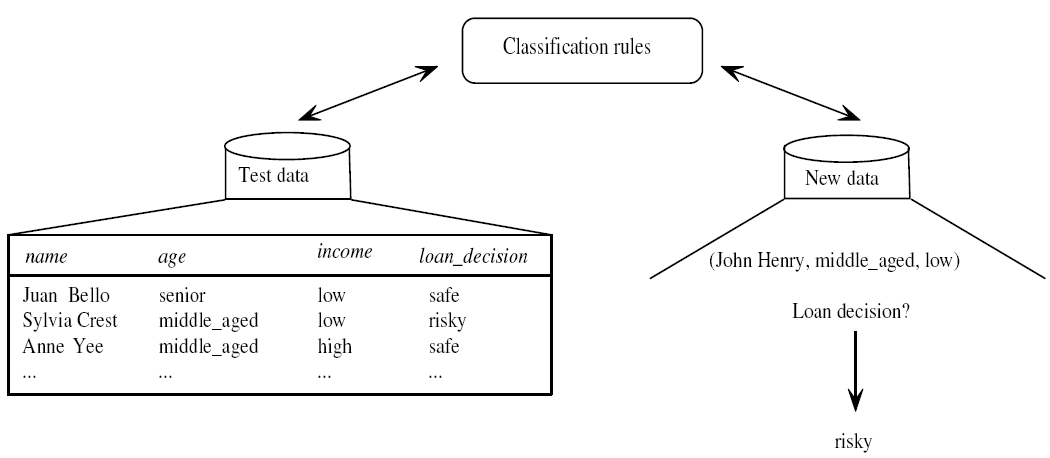 Classification rules
Test data
name age income loan_decision
Juan Bello senior low safe
Sylvia Crest middle_aged low risky
Anne Yee middle_aged high safe
... ... ... ...
New data
(John Henry, middle_aged, low)
Loan decision?
risky